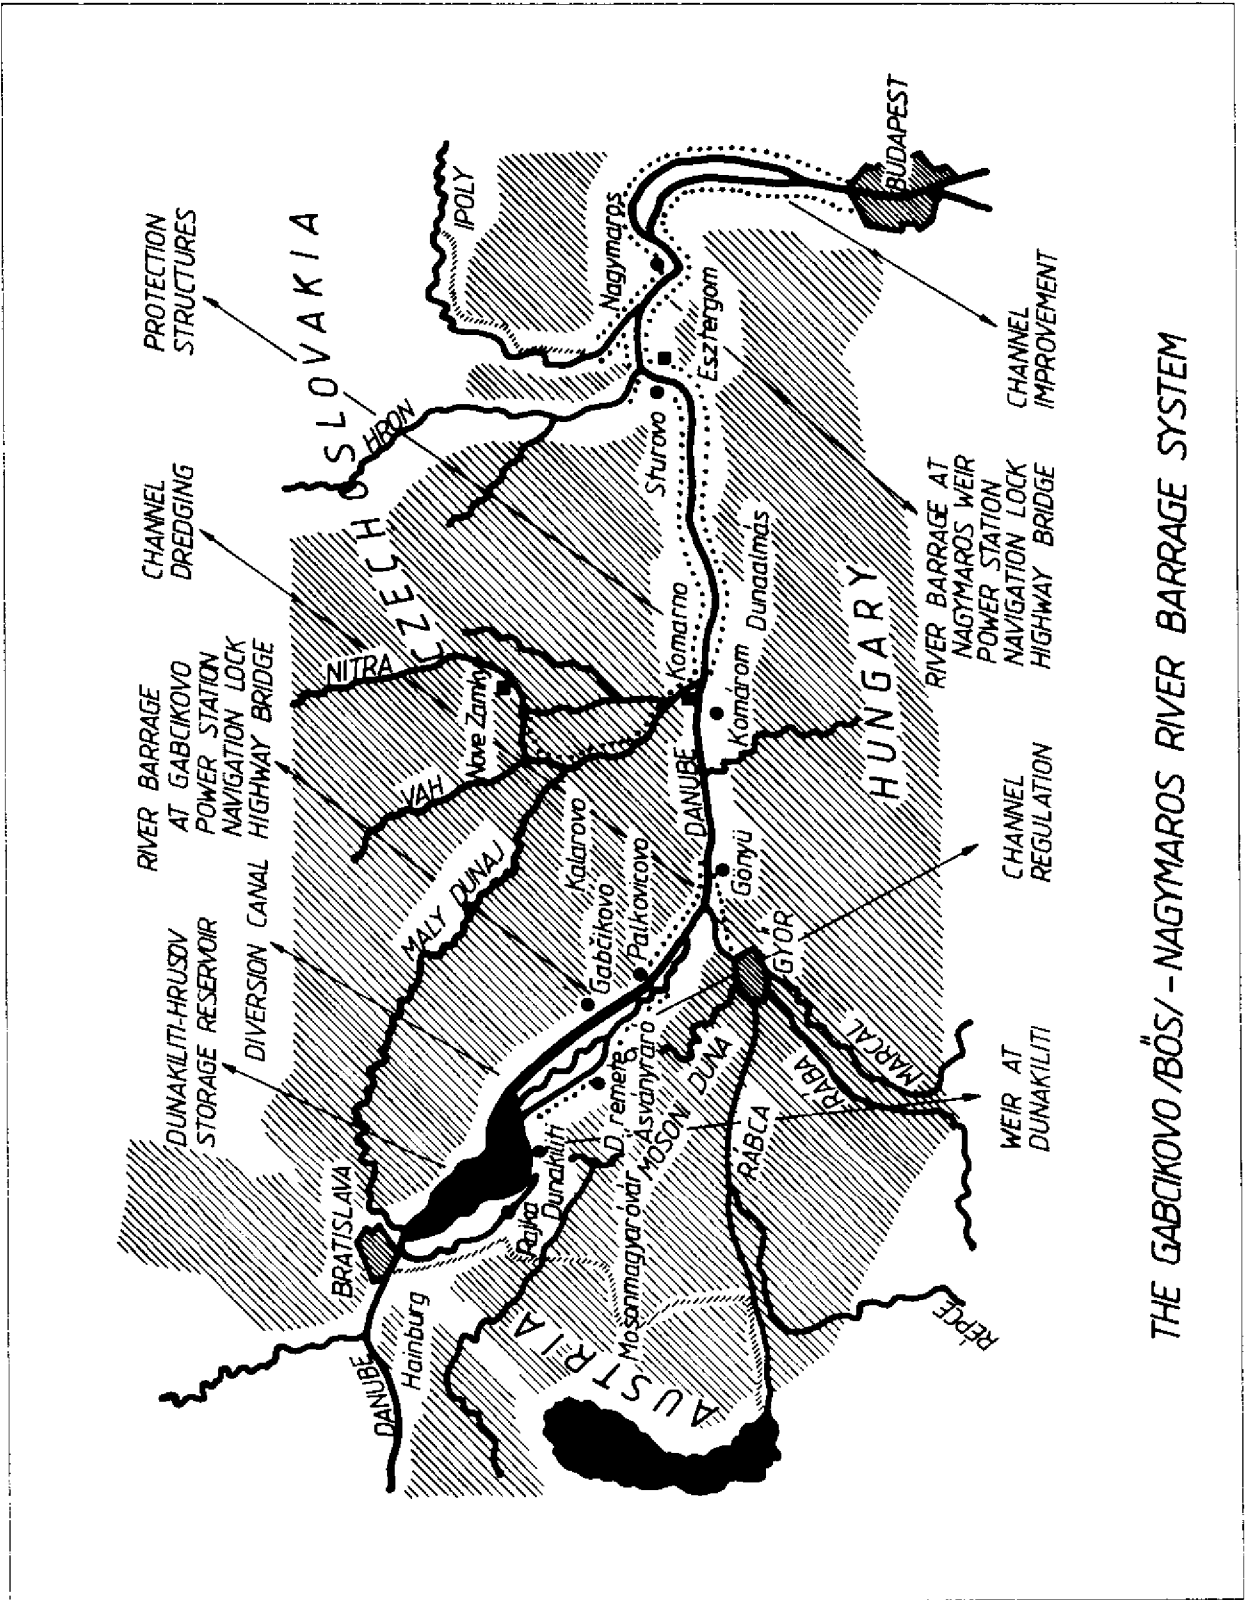 DUNAKILITI-HRUSOV
STORAGE RESERVOIR
DIVERSION CANAL
RIVER BARRAGE
AT GABCIKOVO
POWER STATION
NAVIGATION LOCK
HIGHWAY BRIDGE
CHANNEL
DREDGING
PROTECTION
STRUCTURES
CZECHOSLOVAKIA
BRATISLAVA
DANUBE
Hainburg
AUSTRIA
MALY DUNAJ
VAH
NITRA
Nove Zamky
HRON
IPOLY
Rajka
Dunakiliti
D remete
Mosonmagyaróvár
Asványráró
MOSONI DUNA
Gabčikovo
Palkovicovo
Kalarovo
DANUBE
Komarno
Komárom
Dunaalmás
Gönyü
GYŐR
Sturovo
Esztergom
Nagymaros
BUDAPEST
RÁBCA
RÁBA
MARCAL
RÉPCE
HUNGARY
WEIR AT
DUNAKILITI
CHANNEL
REGULATION
RIVER BARRAGE AT
NAGYMAROS WEIR
POWER STATION
NAVIGATION LOCK
HIGHWAY BRIDGE
CHANNEL
IMPROVEMENT
THE GABCIKOVO /BŐS/ - NAGYMAROS RIVER BARRAGE SYSTEM